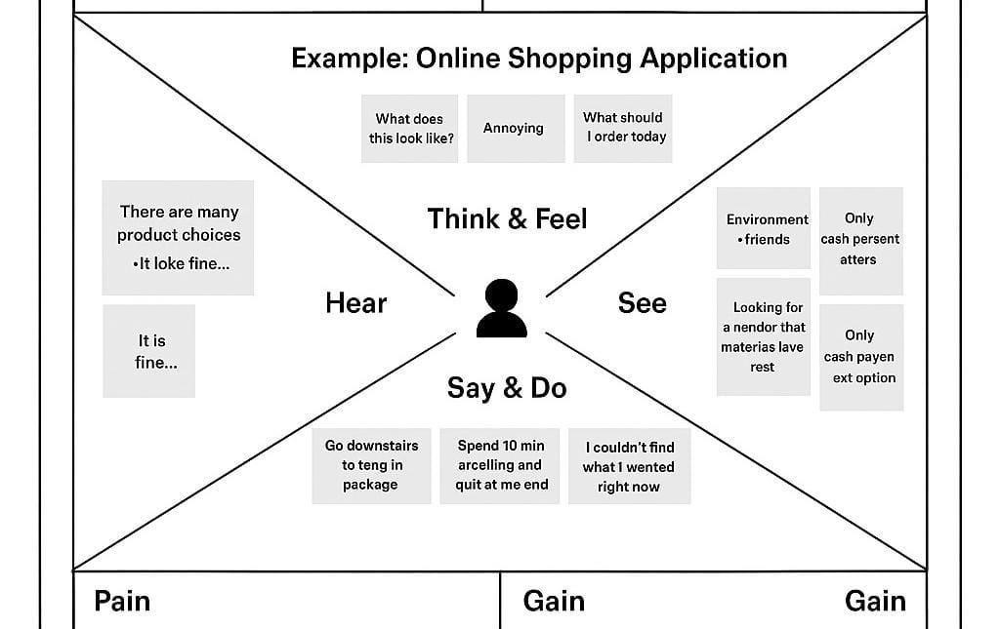 Example: Online Shopping Application
What does
this look like?
Annoying
What should
I order today
Think & Feel
There are many
product choices
•It loke fine...
It is
fine...
Hear
See
Environment
•friends
Only
cash persent
atters
Looking for
a nendor that
materias lave
rest
Only
cash payen
ext option
Say & Do
Go downstairs
to teng in
package
Spend 10 min
arcelling and
quit at me end
I couldn't find
what I wented
right now
Pain
Gain
Gain